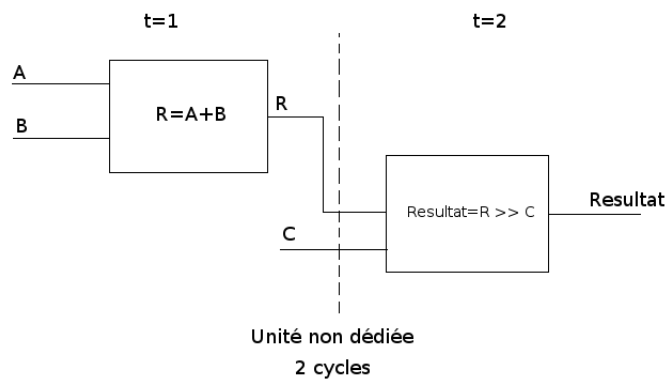 t=1
t=2
A
B
R=A+B
R
C
Resultat=R >> C
Resultat
Unité non dédiée
2 cycles